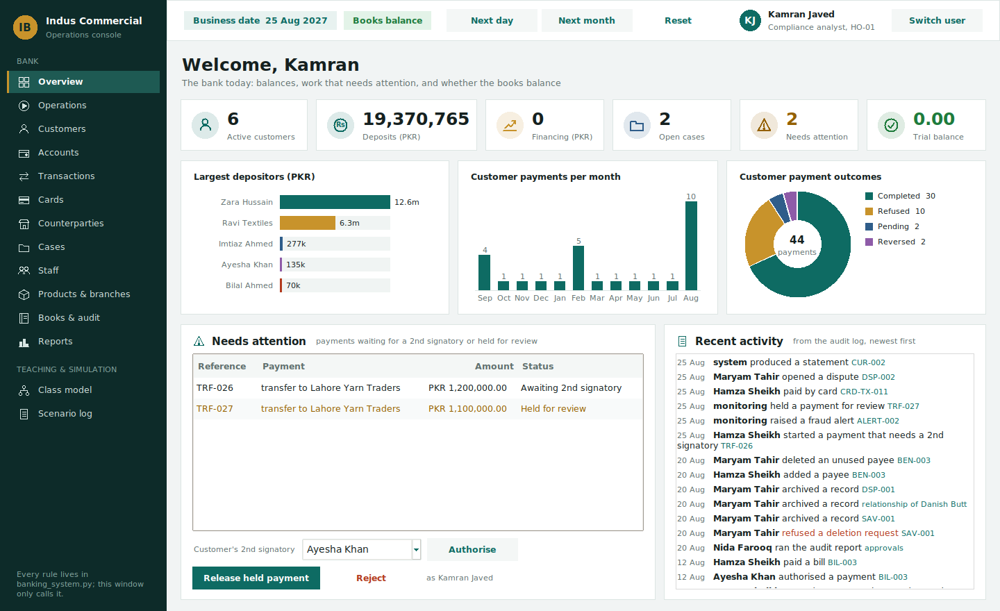 IB
Indus Commercial
Operations console
BANK
Overview
Operations
Customers
Accounts
Transactions
Cards
Counterparties
Cases
Staff
Products & branches
Books & audit
Reports
TEACHING & SIMULATION
Class model
Scenario log
Every rule lives in
banking_system.py; this window
only calls it.
Business date 25 Aug 2027
Books balance
Next day
Next month
Reset
KJ
Kamran Javed
Compliance analyst, HO-01
Switch user
Welcome, Kamran
The bank today: balances, work that needs attention, and whether the books balance
6
Active customers
Rs
19,370,765
Deposits (PKR)
0
Financing (PKR)
2
Open cases
2
Needs attention
0.00
Trial balance
Largest depositors (PKR)
Zara Hussain 12.6m
Ravi Textiles 6.3m
Imtiaz Ahmed 277k
Ayesha Khan 135k
Bilal Ahmed 70k
Customer payments per month
4 1 1 1 1 5 1 1 1 1 1 10
Sep Oct Nov Dec Jan Feb Mar Apr May Jun Jul Aug
Customer payment outcomes
44
payments
Completed 30
Refused 10
Pending 2
Reversed 2
Needs attention payments waiting for a 2nd signatory or held for review
Reference Payment Amount Status
TRF-026 transfer to Lahore Yarn Traders PKR 1,200,000.00 Awaiting 2nd signatory
TRF-027 transfer to Lahore Yarn Traders PKR 1,100,000.00 Held for review
Customer's 2nd signatory Ayesha Khan Authorise
Release held payment Reject as Kamran Javed
Recent activity from the audit log, newest first
25 Aug system produced a statement CUR-002
25 Aug Maryam Tahir opened a dispute DSP-002
25 Aug Hamza Sheikh paid by card CRD-TX-011
25 Aug monitoring held a payment for review TRF-027
25 Aug monitoring raised a fraud alert ALERT-002
25 Aug Hamza Sheikh started a payment that needs a 2nd
signatory TRF-026
20 Aug Maryam Tahir deleted an unused payee BEN-003
20 Aug Hamza Sheikh added a payee BEN-003
20 Aug Maryam Tahir archived a record DSP-001
20 Aug Maryam Tahir archived a record relationship of Danish Butt
20 Aug Maryam Tahir archived a record SAV-001
20 Aug Maryam Tahir refused a deletion request SAV-001
20 Aug Nida Farooq ran the audit report approvals
12 Aug Hamza Sheikh paid a bill BIL-003
12 Aug Ayesha Khan authorised a payment BIL-003